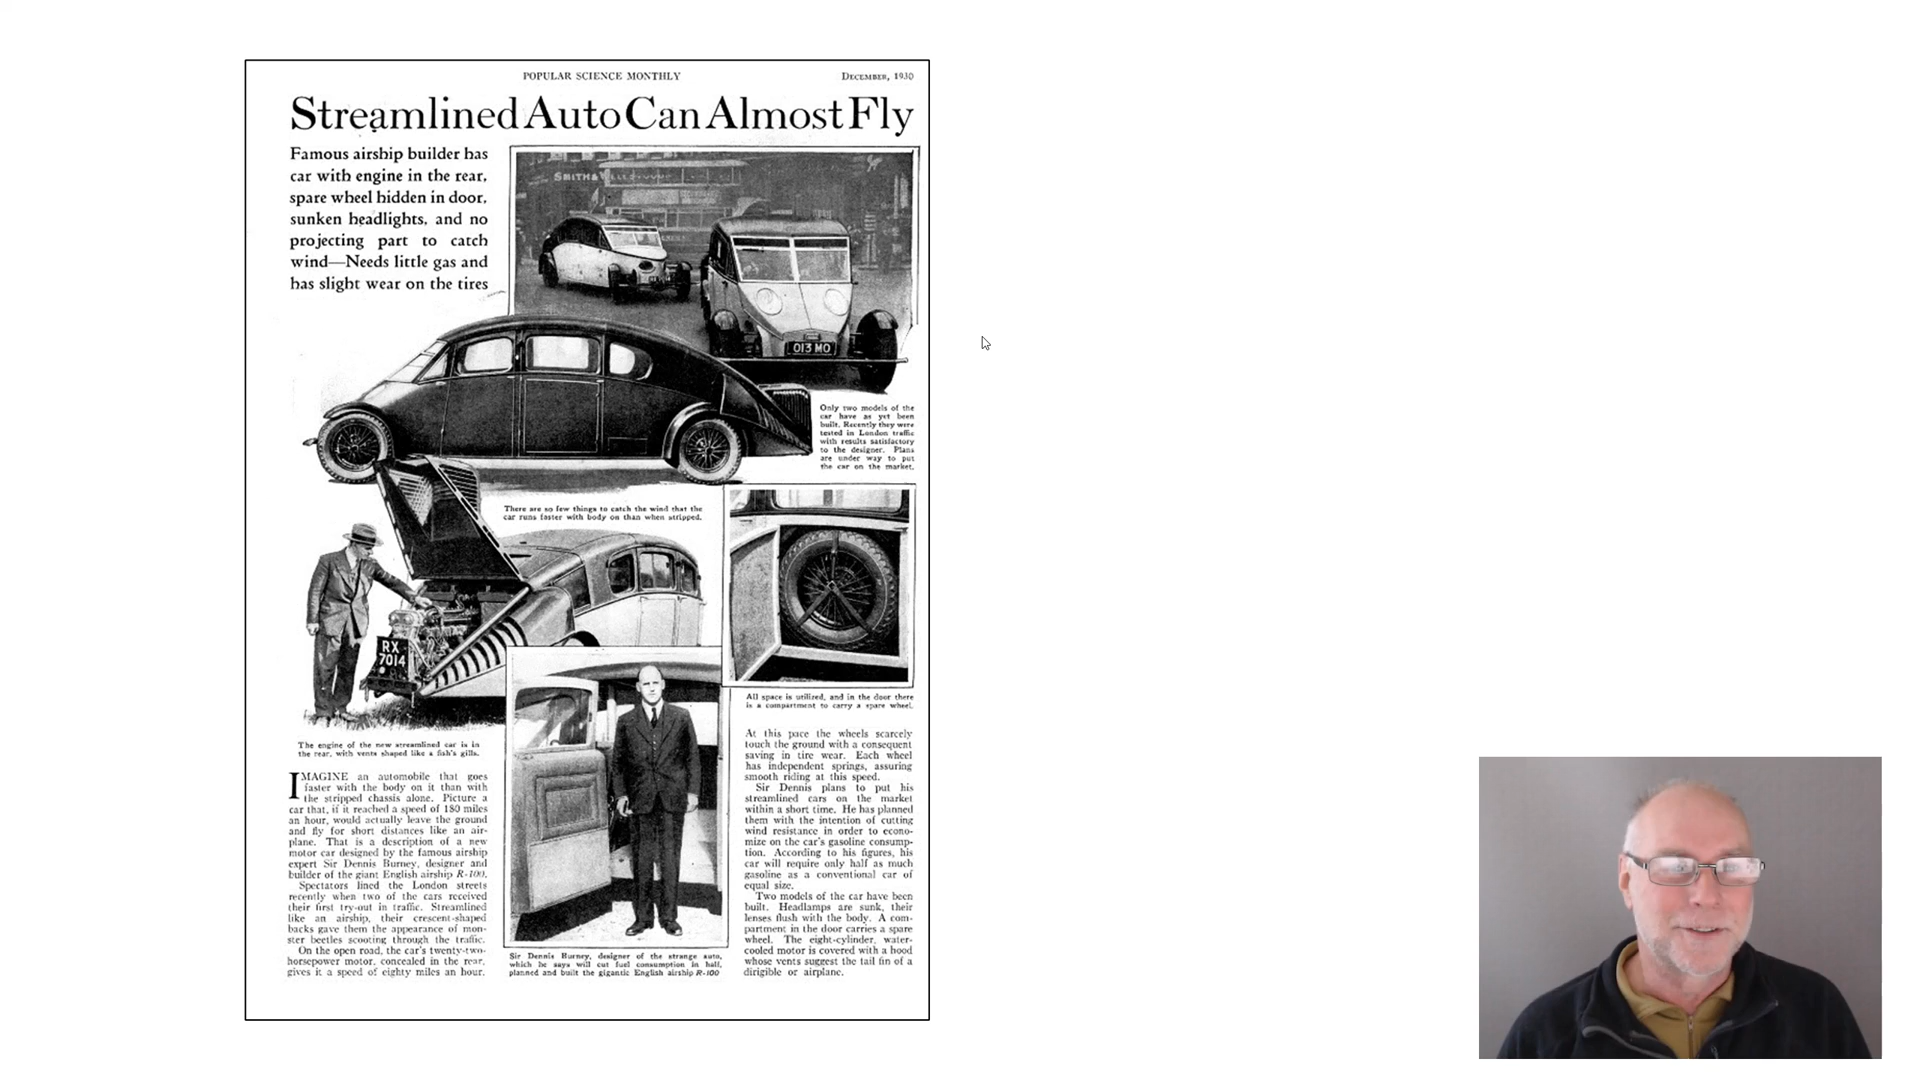 POPULAR SCIENCE MONTHLY
DECEMBER, 1930
Streamlined Auto Can Almost Fly
Famous airship builder has
car with engine in the rear,
spare wheel hidden in door,
sunken headlights, and no
projecting part to catch
wind—Needs little gas and
has slight wear on the tires
SMITH &
013 MO
Only two models of the
car have as yet been
built. Recently they were
tested in London traffic
with results satisfactory
to the designer. Plans
are under way to put
the car on the market.
There are so few things to catch the wind that the
car runs faster with body on than when stripped.
RX
7014
All space is utilized, and in the door there
is a compartment to carry a spare wheel.
The engine of the new streamlined car is in
the rear, with vents shaped like a fish's gills.
IMAGINE an automobile that goes
faster with the body on it than with
the stripped chassis alone. Picture a
car that, if it reached a speed of 180 miles
an hour, would actually leave the ground
and fly for short distances like an air-
plane. That is a description of a new
motor car designed by the famous airship
expert Sir Dennis Burney, designer and
builder of the giant English airship R-100.
Spectators lined the London streets
recently when two of the cars received
their first try-out in traffic. Streamlined
like an airship, their crescent-shaped
backs gave them the appearance of mon-
ster beetles scooting through the traffic.
On the open road, the car's twenty-two-
horsepower motor, concealed in the rear,
gives it a speed of eighty miles an hour.
Sir Dennis Burney, designer of the strange auto,
which he says will cut fuel consumption in half,
planned and built the gigantic English airship R-100
At this pace the wheels scarcely
touch the ground with a consequent
saving in tire wear. Each wheel
has independent springs, assuring
smooth riding at this speed.
Sir Dennis plans to put his
streamlined cars on the market
within a short time. He has planned
them with the intention of cutting
wind resistance in order to econo-
mize on the car's gasoline consump-
tion. According to his figures, his
car will require only half as much
gasoline as a conventional car of
equal size.
Two models of the car have been
built. Headlamps are sunk, their
lenses flush with the body. A com-
partment in the door carries a spare
wheel. The eight-cylinder, water-
cooled motor is covered with a hood
whose vents suggest the tail fin of a
dirigible or airplane.